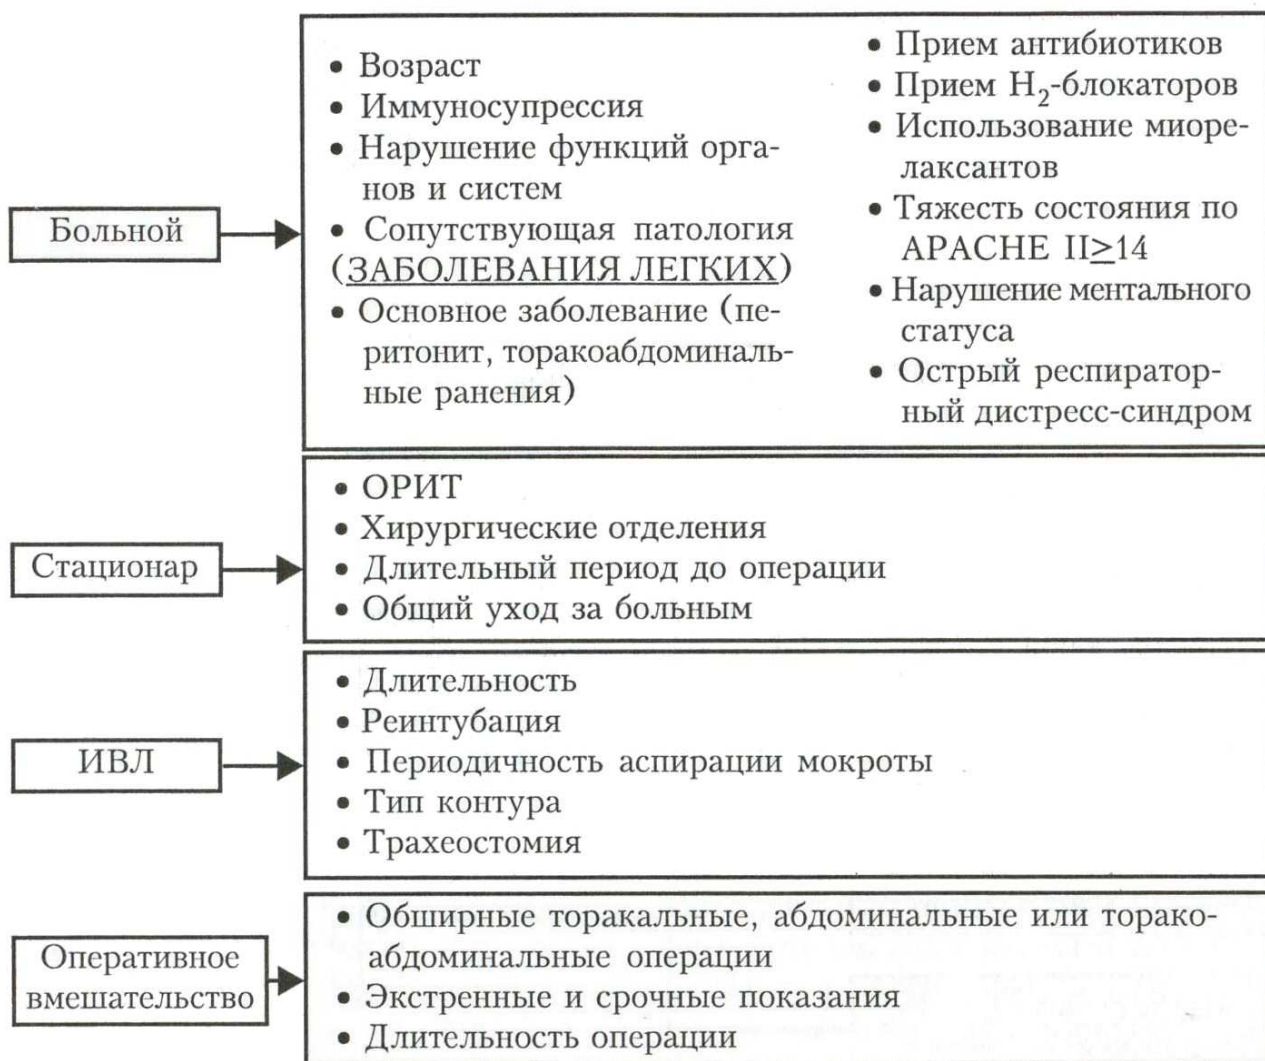 Больной
• Возраст
• Иммуносупрессия
• Нарушение функций орга-
нов и систем
• Сопутствующая патология
(ЗАБОЛЕВАНИЯ ЛЕГКИХ)
• Основное заболевание (пе-
ритонит, торакоабдоминаль-
ные ранения)
• Прием антибиотиков
• Прием H₂-блокаторов
• Использование миоре-
лаксантов
• Тяжесть состояния по
APACHE II≥14
• Нарушение ментального
статуса
• Острый респиратор-
ный дистресс-синдром
Стационар
• ОРИТ
• Хирургические отделения
• Длительный период до операции
• Общий уход за больным
ИВЛ
• Длительность
• Реинтубация
• Периодичность аспирации мокроты
• Тип контура
• Трахеостомия
Оперативное
вмешательство
• Обширные торакальные, абдоминальные или торако-
абдоминальные операции
• Экстренные и срочные показания
• Длительность операции